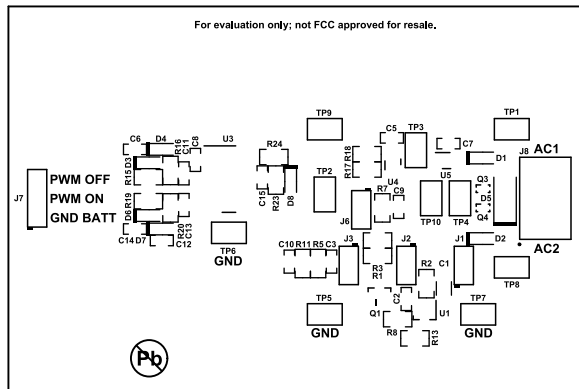 For evaluation only; not FCC approved for resale.
TP9
TP1
C6
D4
R16
C11
C8
U3
R24
R18
R17
C5
TP3
C7
J8
AC1
D3
R15
D1
U4
U5
Q3
D5
Q4
J7
PWM OFF
PWM ON
GND BATT
R19
D6
C15
R23
D8
TP2
R7
C9
J6
TP10
TP4
C14
D7
R20
C13
C12
TP6
GND
C10
R11
R5
C3
J3
R3
R1
J2
R2
C1
J1
D2
AC2
TP8
TP5
GND
Q1
C2
U1
TP7
GND
R8
R13
Pb